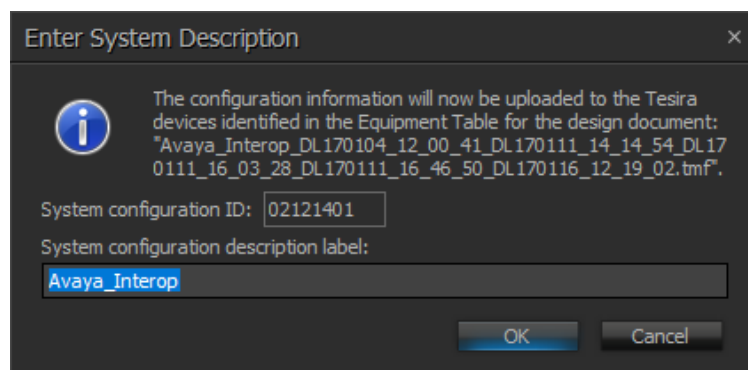 Enter System Description
The configuration information will now be uploaded to the Tesira
devices identified in the Equipment Table for the design document:
"Avaya_Interop_DL170104_12_00_41_DL170111_14_14_54_DL17
0111_16_03_28_DL170111_16_46_50_DL170116_12_19_02.tmf".
System configuration ID: 02121401
System configuration description label:
Avaya_Interop
OK Cancel